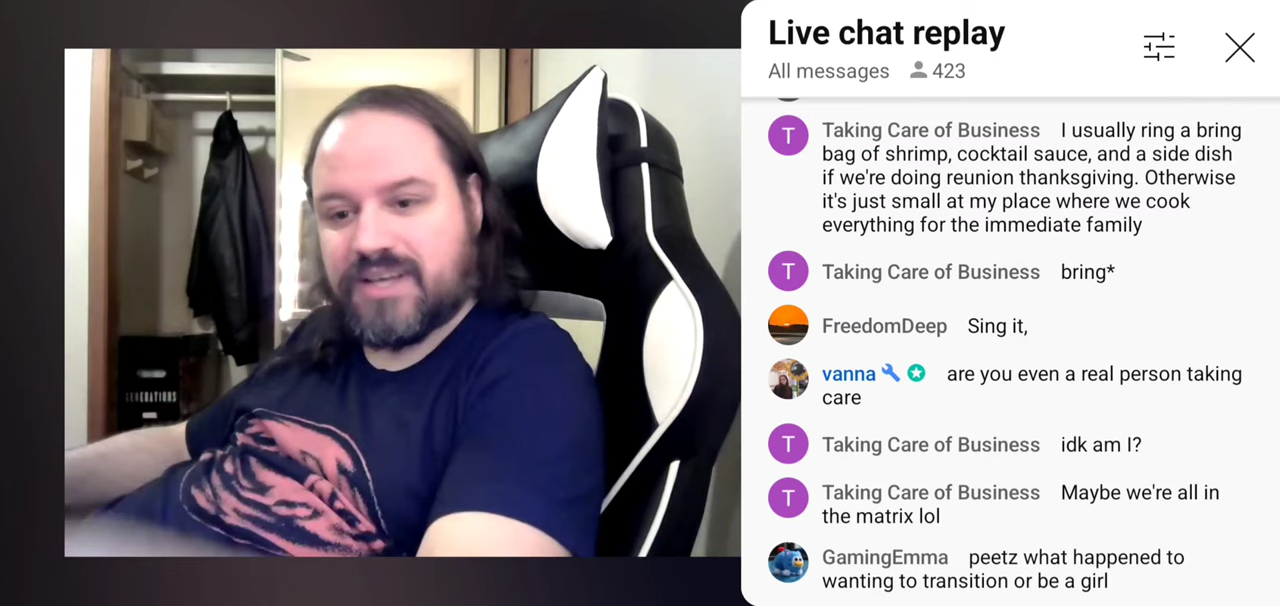 Live chat replay
All messages 423
T Taking Care of Business I usually ring a bring
bag of shrimp, cocktail sauce, and a side dish
if we're doing reunion thanksgiving. Otherwise
it's just small at my place where we cook
everything for the immediate family
T Taking Care of Business bring*
FreedomDeep Sing it,
vanna are you even a real person taking
care
T Taking Care of Business idk am I?
T Taking Care of Business Maybe we're all in
the matrix lol
GamingEmma peetz what happened to
wanting to transition or be a girl
GENERATIONS